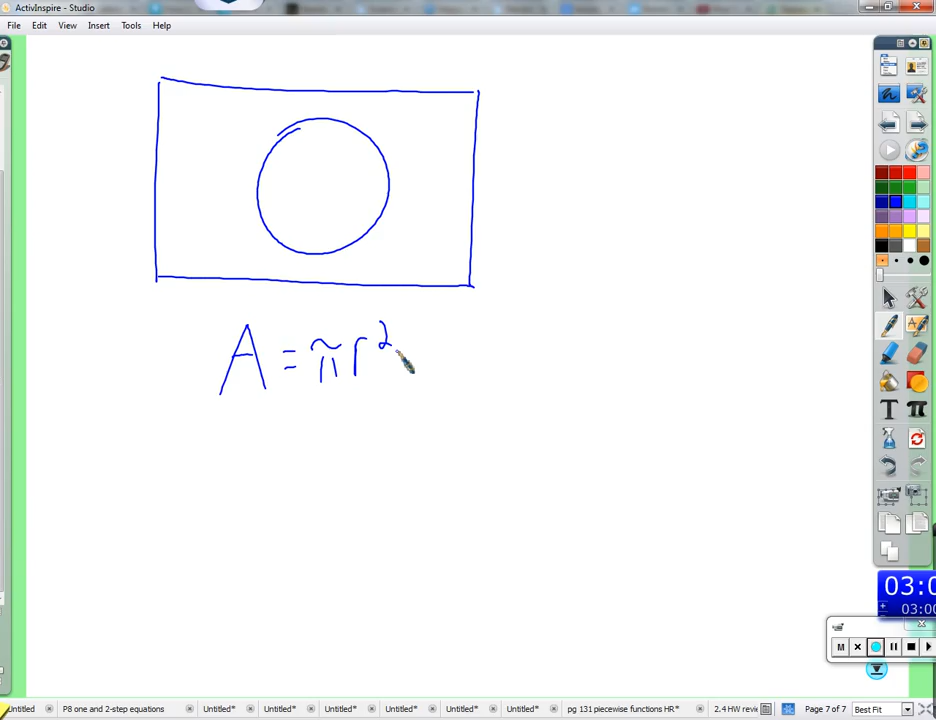 ActivInspire - Studio
File Edit View Insert Tools Help
A = πr²
03:0
03:00
M
Untitled P8 one and 2-step equations Untitled* Untitled* Untitled* Untitled* Untitled* Untitled* pg 131 piecewise functions HR* 2.4 HW revie Page 7 of 7 Best Fit